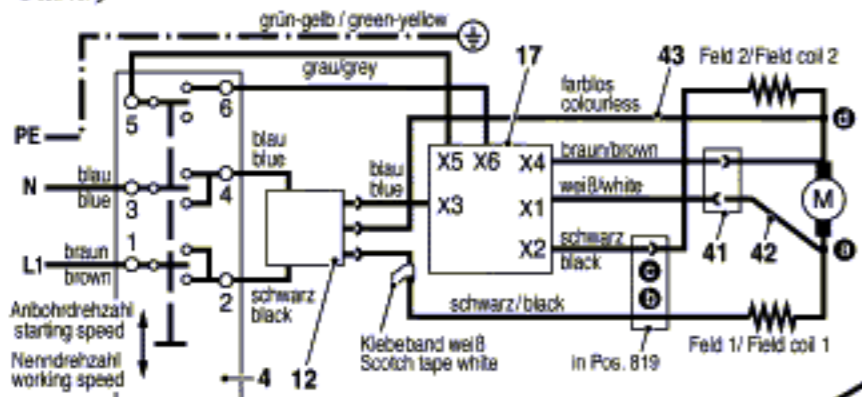 grün-gelb / green-yellow
grau/grey
17
43
Feld 2/Field coil 2
farblos
colourless
5
6
PE
blau
blue
X5 X6 X4
braun/brown
d
N
blau
blue
3
4
blau
blue
X3
weiß/white
X1
M
L1
braun
brown
1
2
schwarz
black
X2
schwarz
black
41
42
a
c
b
Anbohrdrehzahl
starting speed
Nenndrehzahl
working speed
4
12
Klebeband weiß
Scotch tape white
schwarz/black
in Pos. 819
Feld 1/ Field coil 1